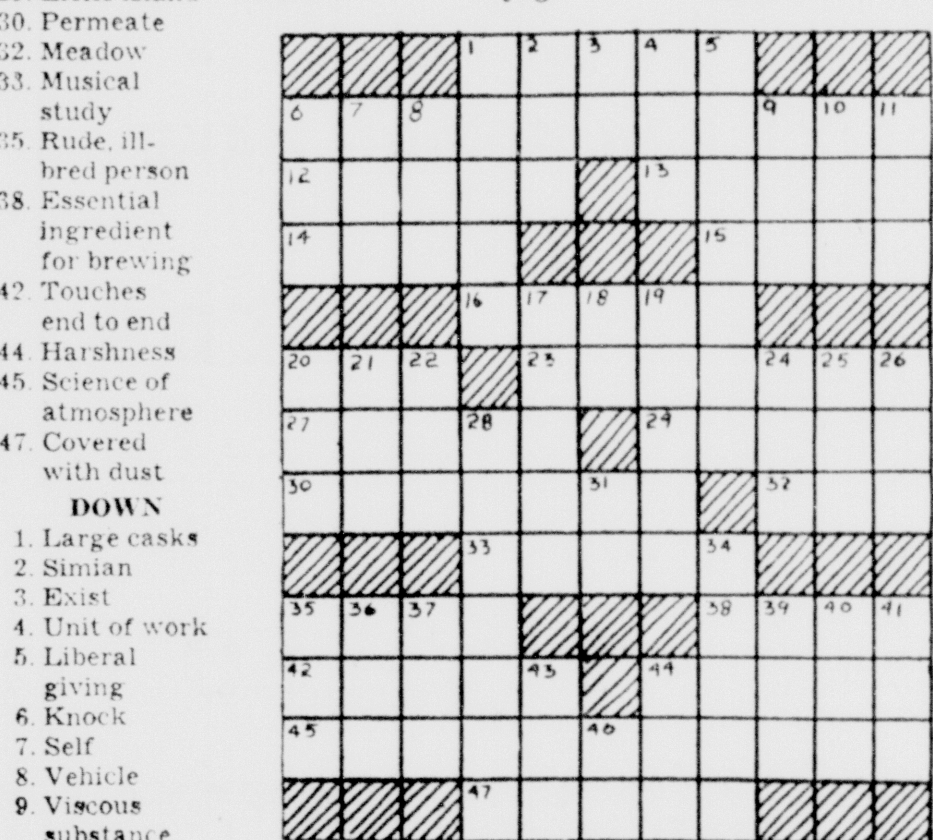 30. Permeate
32. Meadow
33. Musical
study
35. Rude, ill-
bred person
38. Essential
ingredient
for brewing
42. Touches
end to end
44. Harshness
45. Science of
atmosphere
47. Covered
with dust
DOWN
1. Large casks
2. Simian
3. Exist
4. Unit of work
5. Liberal
giving
6. Knock
7. Self
8. Vehicle
9. Viscous
substance
1 2 3 4 5
6 7 8 9 10 11
12 13
14 15
16 17 18 19
20 21 22 23 24 25 26
27 28 29
30 31 32
33 34
35 36 37 38 39 40 41
42 43 44
45 46
47